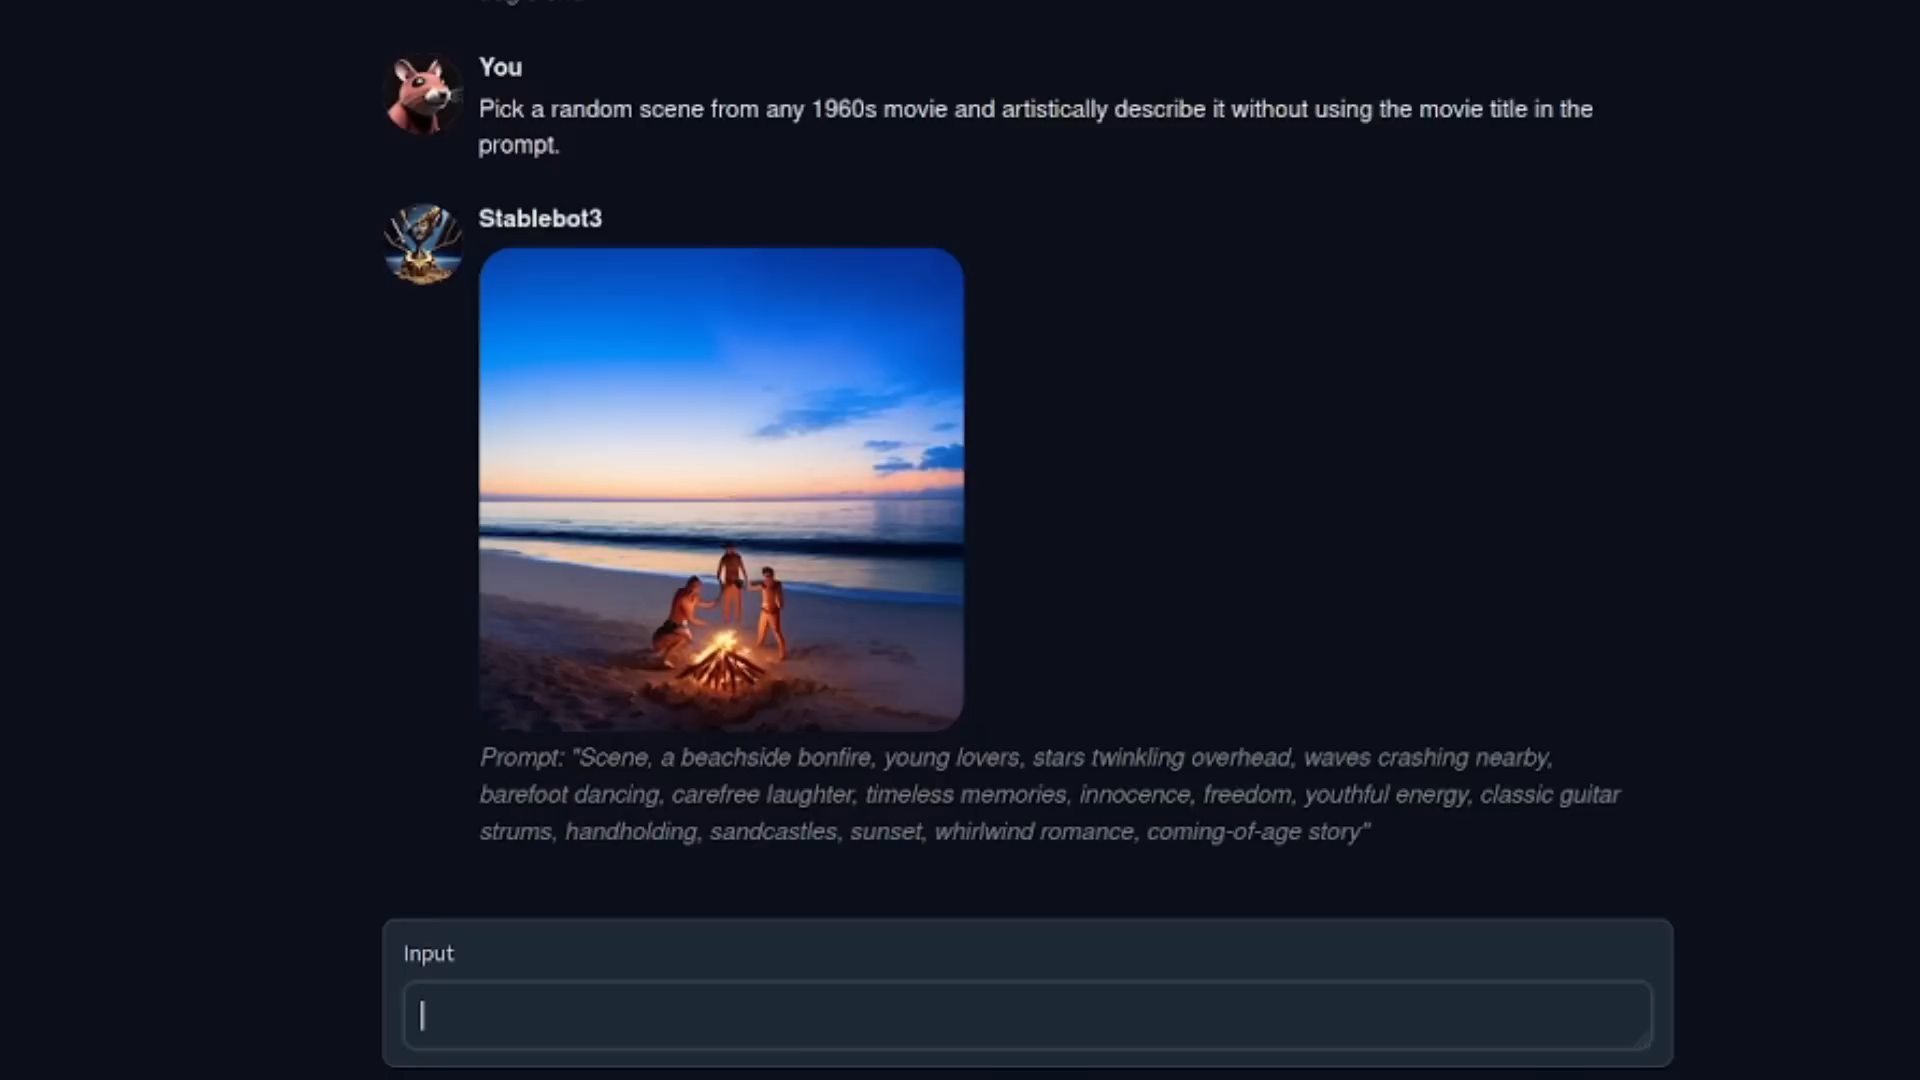 You
Pick a random scene from any 1960s movie and artistically describe it without using the movie title in the
prompt.
Stablebot3
Prompt: "Scene, a beachside bonfire, young lovers, stars twinkling overhead, waves crashing nearby,
barefoot dancing, carefree laughter, timeless memories, innocence, freedom, youthful energy, classic guitar
strums, handholding, sandcastles, sunset, whirlwind romance, coming-of-age story"
Input